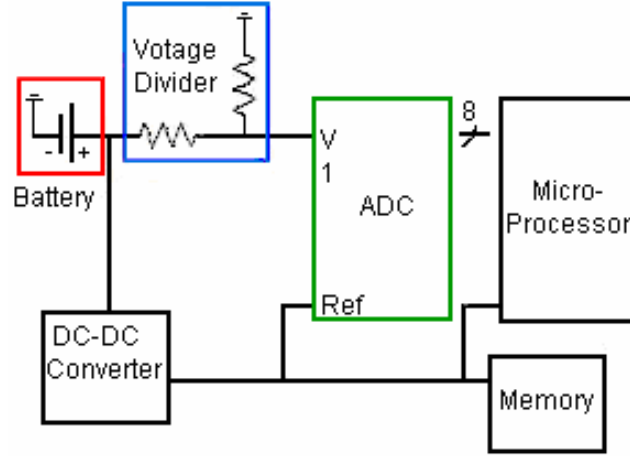 Votage
Divider
- +
Battery
V
1
ADC
Ref
8
Micro-
Processor
DC-DC
Converter
Memory